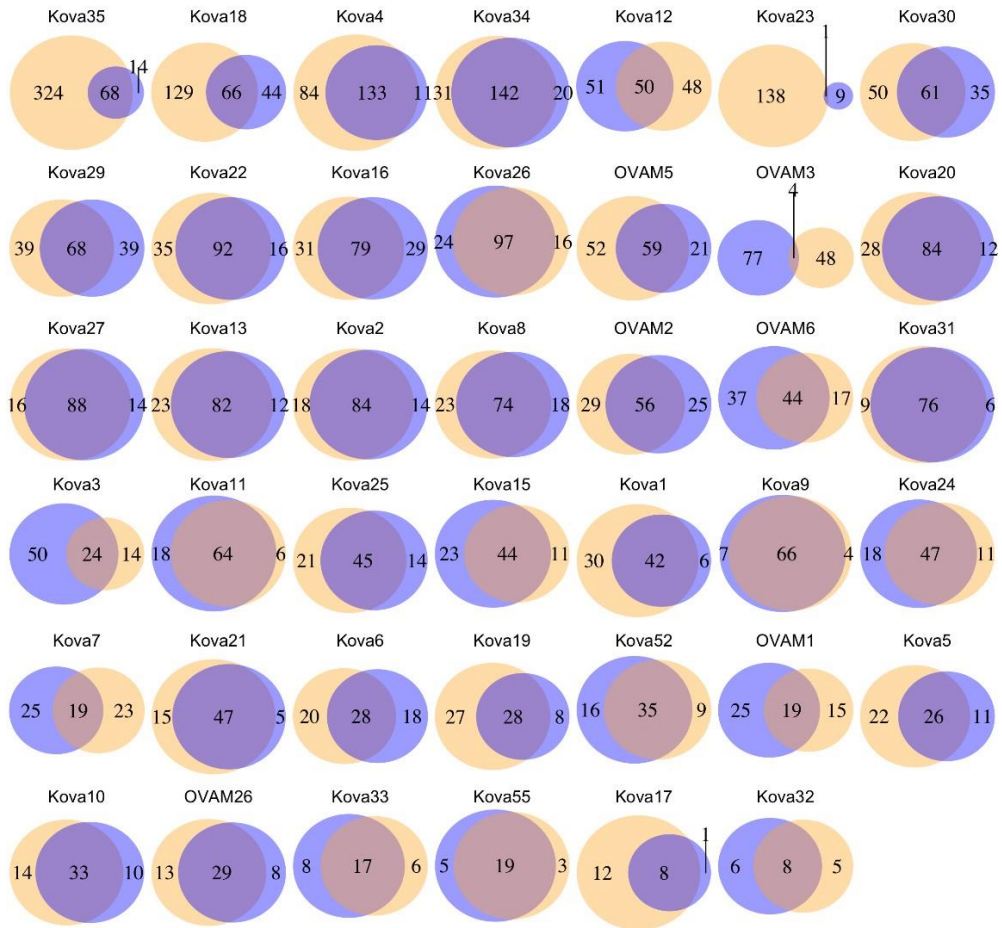 Kova35 Kova18 Kova4 Kova34 Kova12 Kova23 Kova30
324 68 14 129 66 44 84 133 11 31 142 20 51 50 48 138 1 9 50 61 35
Kova29 Kova22 Kova16 Kova26 OVAM5 OVAM3 Kova20
39 68 39 35 92 16 31 79 29 24 97 16 52 59 21 77 4 48 28 84 12
Kova27 Kova13 Kova2 Kova8 OVAM2 OVAM6 Kova31
16 88 14 23 82 12 18 84 14 23 74 18 29 56 25 37 44 17 9 76 6
Kova3 Kova11 Kova25 Kova15 Kova1 Kova9 Kova24
50 24 14 18 64 6 21 45 14 23 44 11 30 42 6 7 66 4 18 47 11
Kova7 Kova21 Kova6 Kova19 Kova52 OVAM1 Kova5
25 19 23 15 47 5 20 28 18 27 28 8 16 35 9 25 19 15 22 26 11
Kova10 OVAM26 Kova33 Kova55 Kova17 Kova32
14 33 10 13 29 8 8 17 6 5 19 3 12 8 1 6 8 5